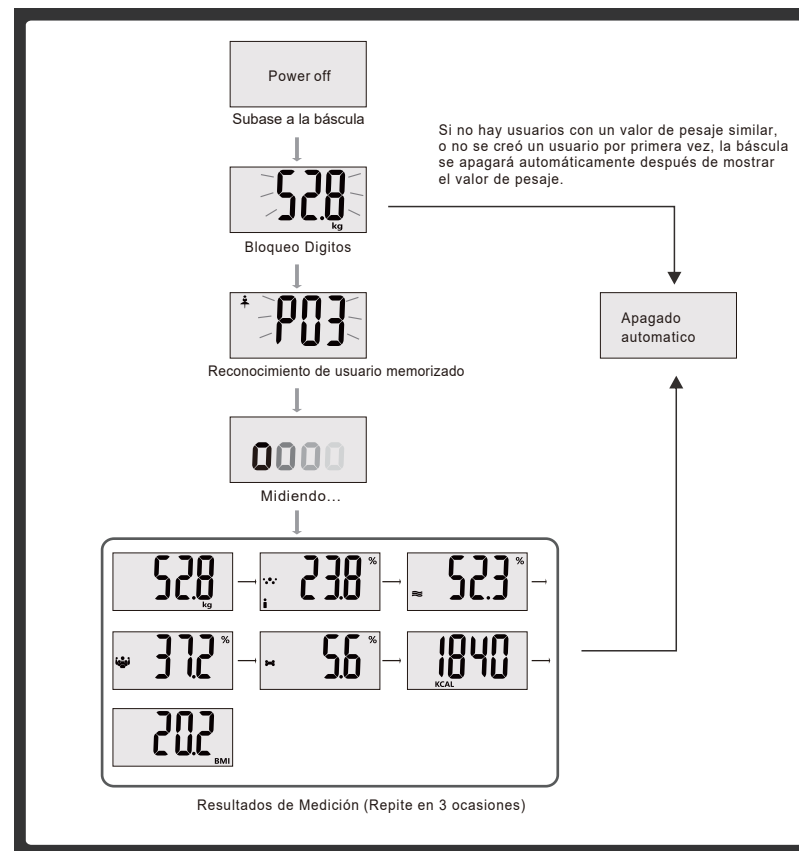 Power off
Subase a la báscula
Si no hay usuarios con un valor de pesaje similar,
o no se creó un usuario por primera vez, la báscula
se apagará automáticamente después de mostrar
el valor de pesaje.
52.8
kg
Bloqueo Digitos
P03
Reconocimiento de usuario memorizado
Apagado
automatico
0000
Midiendo...
52.8 kg
23.8 %
52.3 %
37.2 %
5.6 %
1840 KCAL
20.2 BMI
Resultados de Medición (Repite en 3 ocasiones)